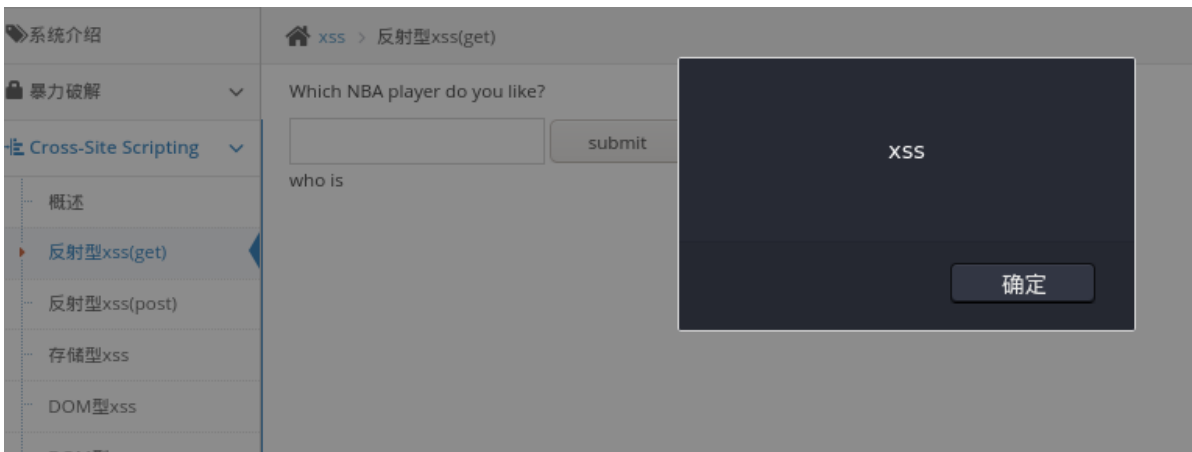 系统介绍
暴力破解
Cross-Site Scripting
概述
反射型xss(get)
反射型xss(post)
存储型xss
DOM型xss
xss > 反射型xss(get)
Which NBA player do you like?
submit
who is
xss
确定